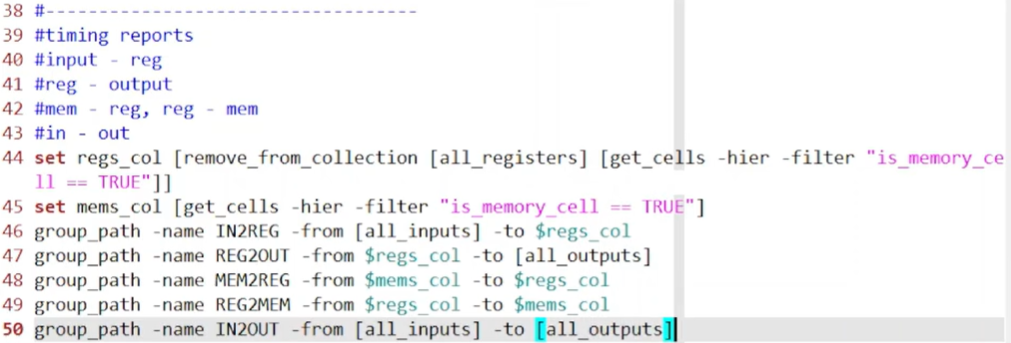 38 #---------------------------------
39 #timing reports
40 #input - reg
41 #reg - output
42 #mem - reg, reg - mem
43 #in - out
44 set regs_col [remove_from_collection [all_registers] [get_cells -hier -filter "is_memory_ce
ll == TRUE"]]
45 set mems_col [get_cells -hier -filter "is_memory_cell == TRUE"]
46 group_path -name IN2REG -from [all_inputs] -to $regs_col
47 group_path -name REG2OUT -from $regs_col -to [all_outputs]
48 group_path -name MEM2REG -from $mems_col -to $regs_col
49 group_path -name REG2MEM -from $regs_col -to $mems_col
50 group_path -name IN2OUT -from [all_inputs] -to [all_outputs]